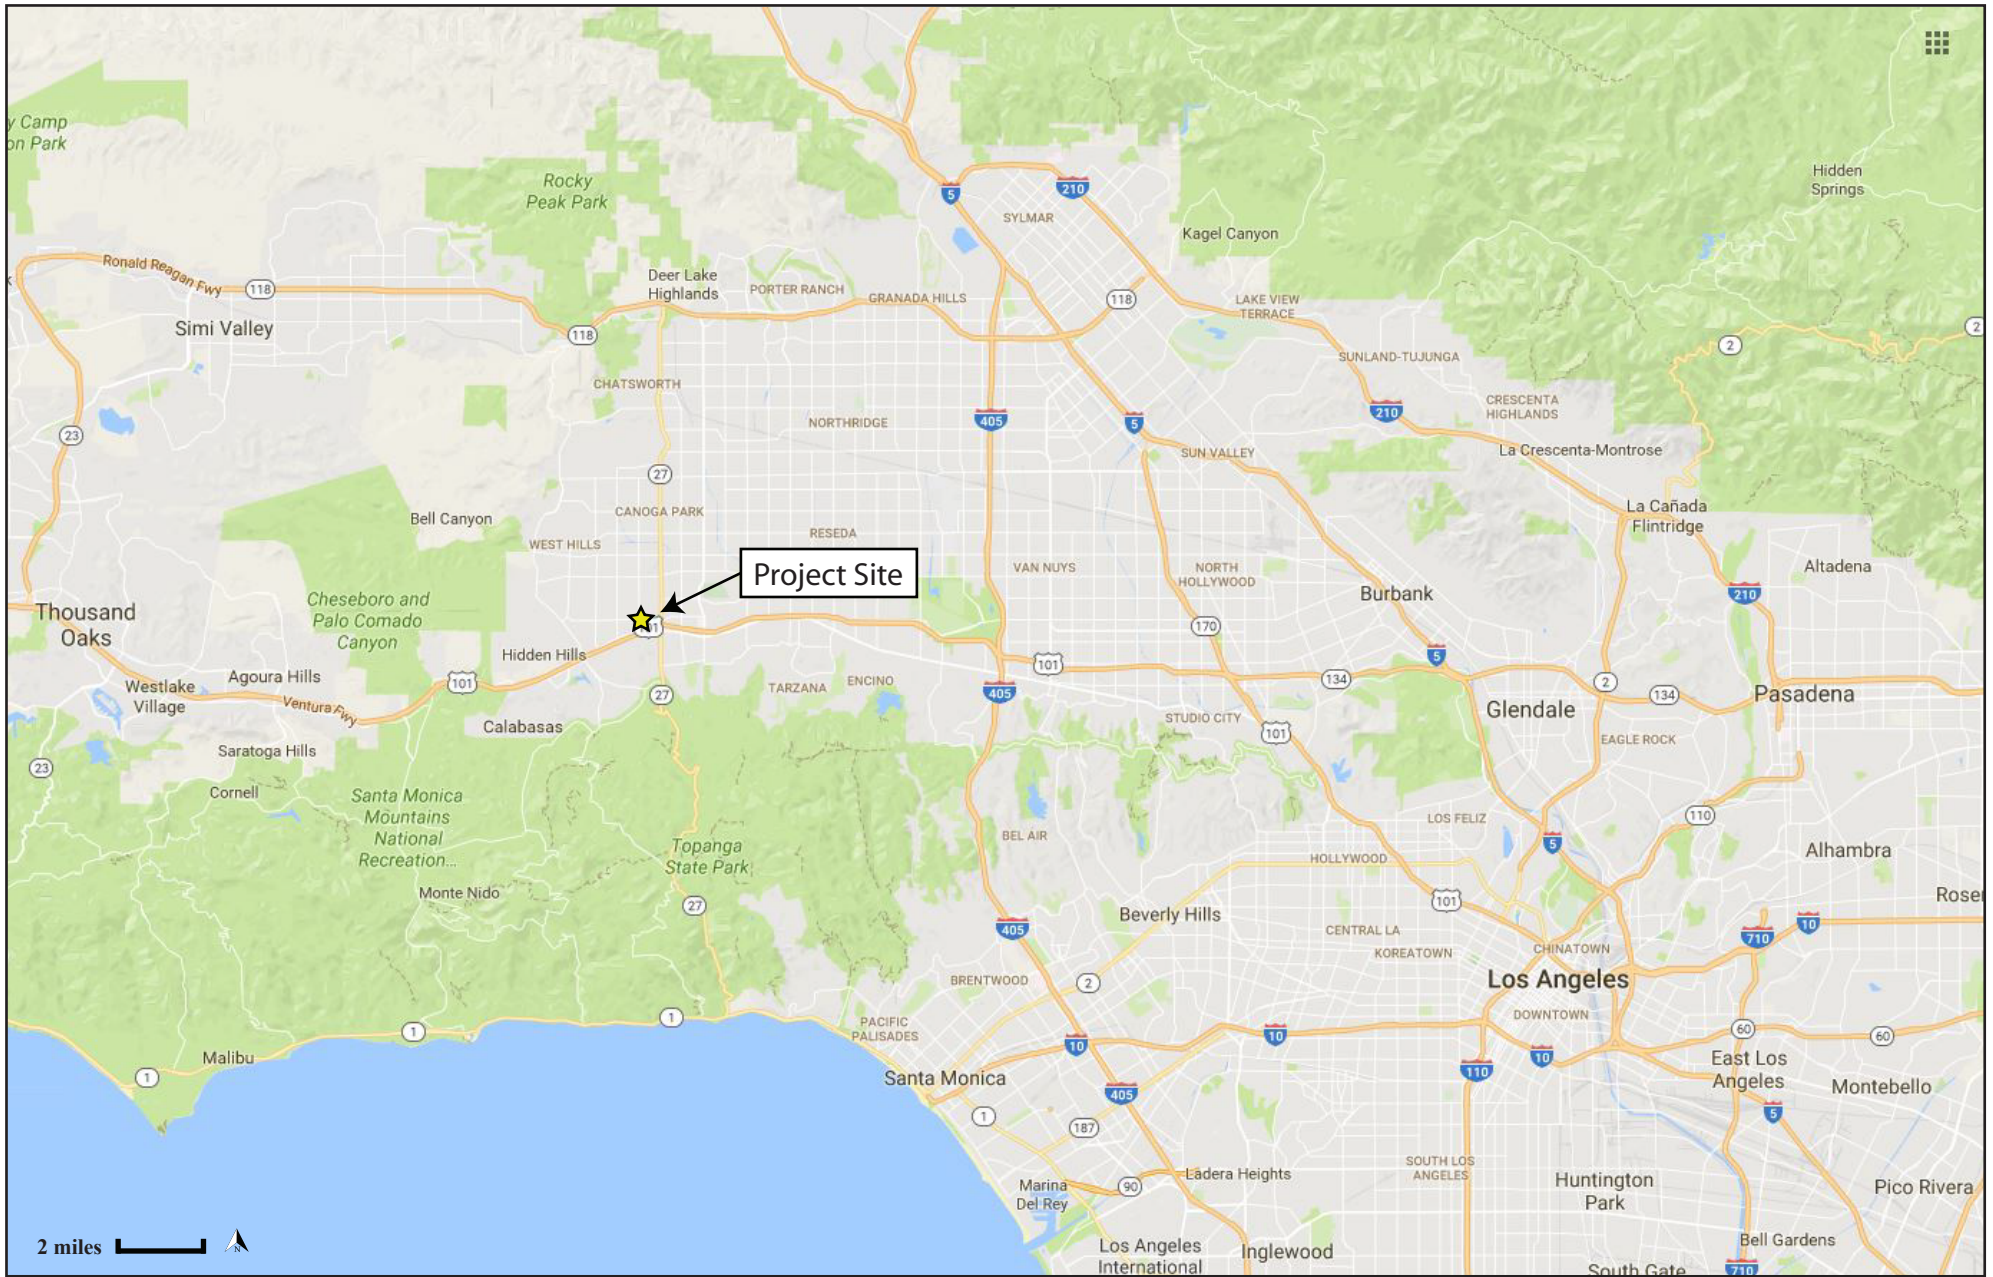 y Camp
on Park
Rocky
Peak Park
5
210
SYLMAR
Hidden
Springs
Kagel Canyon
Ronald Reagan Fwy
118
Simi Valley
118
Deer Lake
Highlands
PORTER RANCH
GRANADA HILLS
118
LAKE VIEW
TERRACE
2
2
SUNLAND-TUJUNGA
CHATSWORTH
NORTHRIDGE
405
5
210
CRESCENTA
HIGHLANDS
23
27
SUN VALLEY
La Crescenta-Montrose
Bell Canyon
CANOGA PARK
WEST HILLS
RESEDA
La Cañada
Flintridge
Project Site
VAN NUYS
NORTH
HOLLYWOOD
Burbank
Altadena
210
Thousand
Oaks
Cheseboro and
Palo Comado
Canyon
170
Hidden Hills
101
5
Agoura Hills
Westlake
Village
101
Ventura Fwy
27
TARZANA
ENCINO
405
134
2
134
Pasadena
Calabasas
STUDIO CITY
101
Glendale
EAGLE ROCK
Saratoga Hills
23
Cornell
Santa Monica
Mountains
National
Recreation...
Topanga
State Park
BEL AIR
LOS FELIZ
110
5
HOLLYWOOD
Alhambra
Monte Nido
27
405
Beverly Hills
101
Roser
CENTRAL LA
KOREATOWN
CHINATOWN
710
10
BRENTWOOD
2
Los Angeles
DOWNTOWN
1
1
PACIFIC
PALISADES
10
10
110
10
60
60
Malibu
1
Santa Monica
405
East Los
Angeles
Montebello
5
1
187
Ladera Heights
SOUTH LOS
ANGELES
Marina
Del Rey
90
Huntington
Park
Pico Rivera
2 miles
N
Los Angeles
International
Inglewood
Bell Gardens
South Gate
710